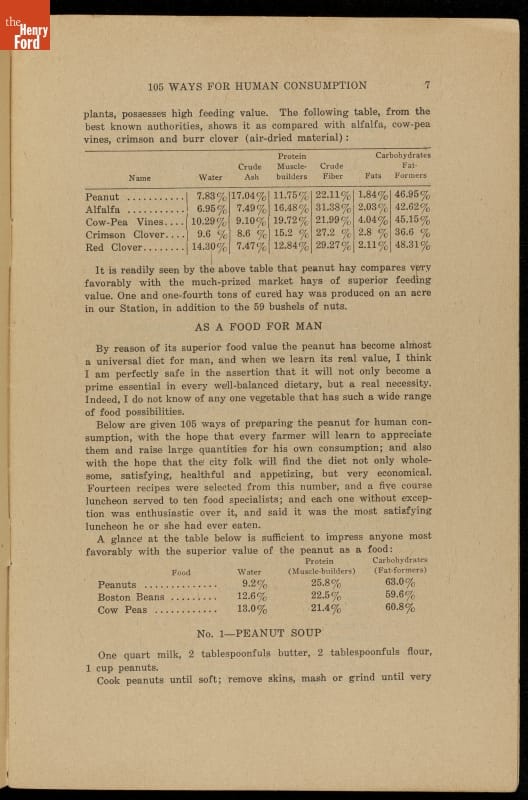 the
Henry
Ford
105 WAYS FOR HUMAN CONSUMPTION 7
plants, possesses high feeding value. The following table, from the
best known authorities, shows it as compared with alfalfa, cow-pea
vines, crimson and burr clover (air-dried material) :
Protein Carbohydrates
Crude Muscle- Crude Fat-
Name Water Ash builders Fiber Fats Formers
Peanut ........... 7.83% 17.04% 11.75% 22.11% 1.84% 46.95%
Alfalfa ........... 6.95% 7.49% 16.48% 31.38% 2.03% 42.62%
Cow-Pea Vines.... 10.29% 9.10% 19.72% 21.99% 4.04% 45.15%
Crimson Clover.... 9.6 % 8.6 % 15.2 % 27.2 % 2.8 % 36.6 %
Red Clover........ 14.30% 7.47% 12.84% 29.27% 2.11% 48.31%
It is readily seen by the above table that peanut hay compares very
favorably with the much-prized market hays of superior feeding
value. One and one-fourth tons of cured hay was produced on an acre
in our Station, in addition to the 59 bushels of nuts.
AS A FOOD FOR MAN
By reason of its superior food value the peanut has become almost
a universal diet for man, and when we learn its real value, I think
I am perfectly safe in the assertion that it will not only become a
prime essential in every well-balanced dietary, but a real necessity.
Indeed, I do not know of any one vegetable that has such a wide range
of food possibilities.
Below are given 105 ways of preparing the peanut for human con-
sumption, with the hope that every farmer will learn to appreciate
them and raise large quantities for his own consumption; and also
with the hope that the city folk will find the diet not only whole-
some, satisfying, healthful and appetizing, but very economical.
Fourteen recipes were selected from this number, and a five course
luncheon served to ten food specialists; and each one without excep-
tion was enthusiastic over it, and said it was the most satisfying
luncheon he or she had ever eaten.
A glance at the table below is sufficient to impress anyone most
favorably with the superior value of the peanut as a food:
Protein Carbohydrates
Food Water (Muscle-builders) (Fat-formers)
Peanuts .............. 9.2% 25.8% 63.0%
Boston Beans ......... 12.6% 22.5% 59.6%
Cow Peas ............ 13.0% 21.4% 60.8%
No. 1—PEANUT SOUP
One quart milk, 2 tablespoonfuls butter, 2 tablespoonfuls flour,
1 cup peanuts.
Cook peanuts until soft; remove skins, mash or grind until very